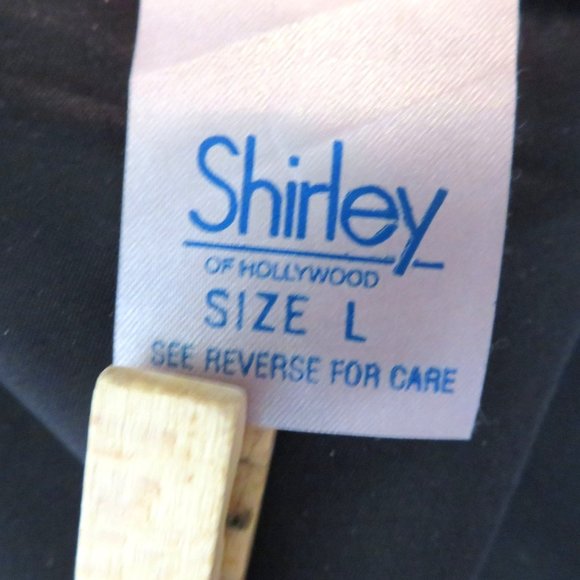 Shirley
OF HOLLYWOOD
SIZE L
SEE REVERSE FOR CARE